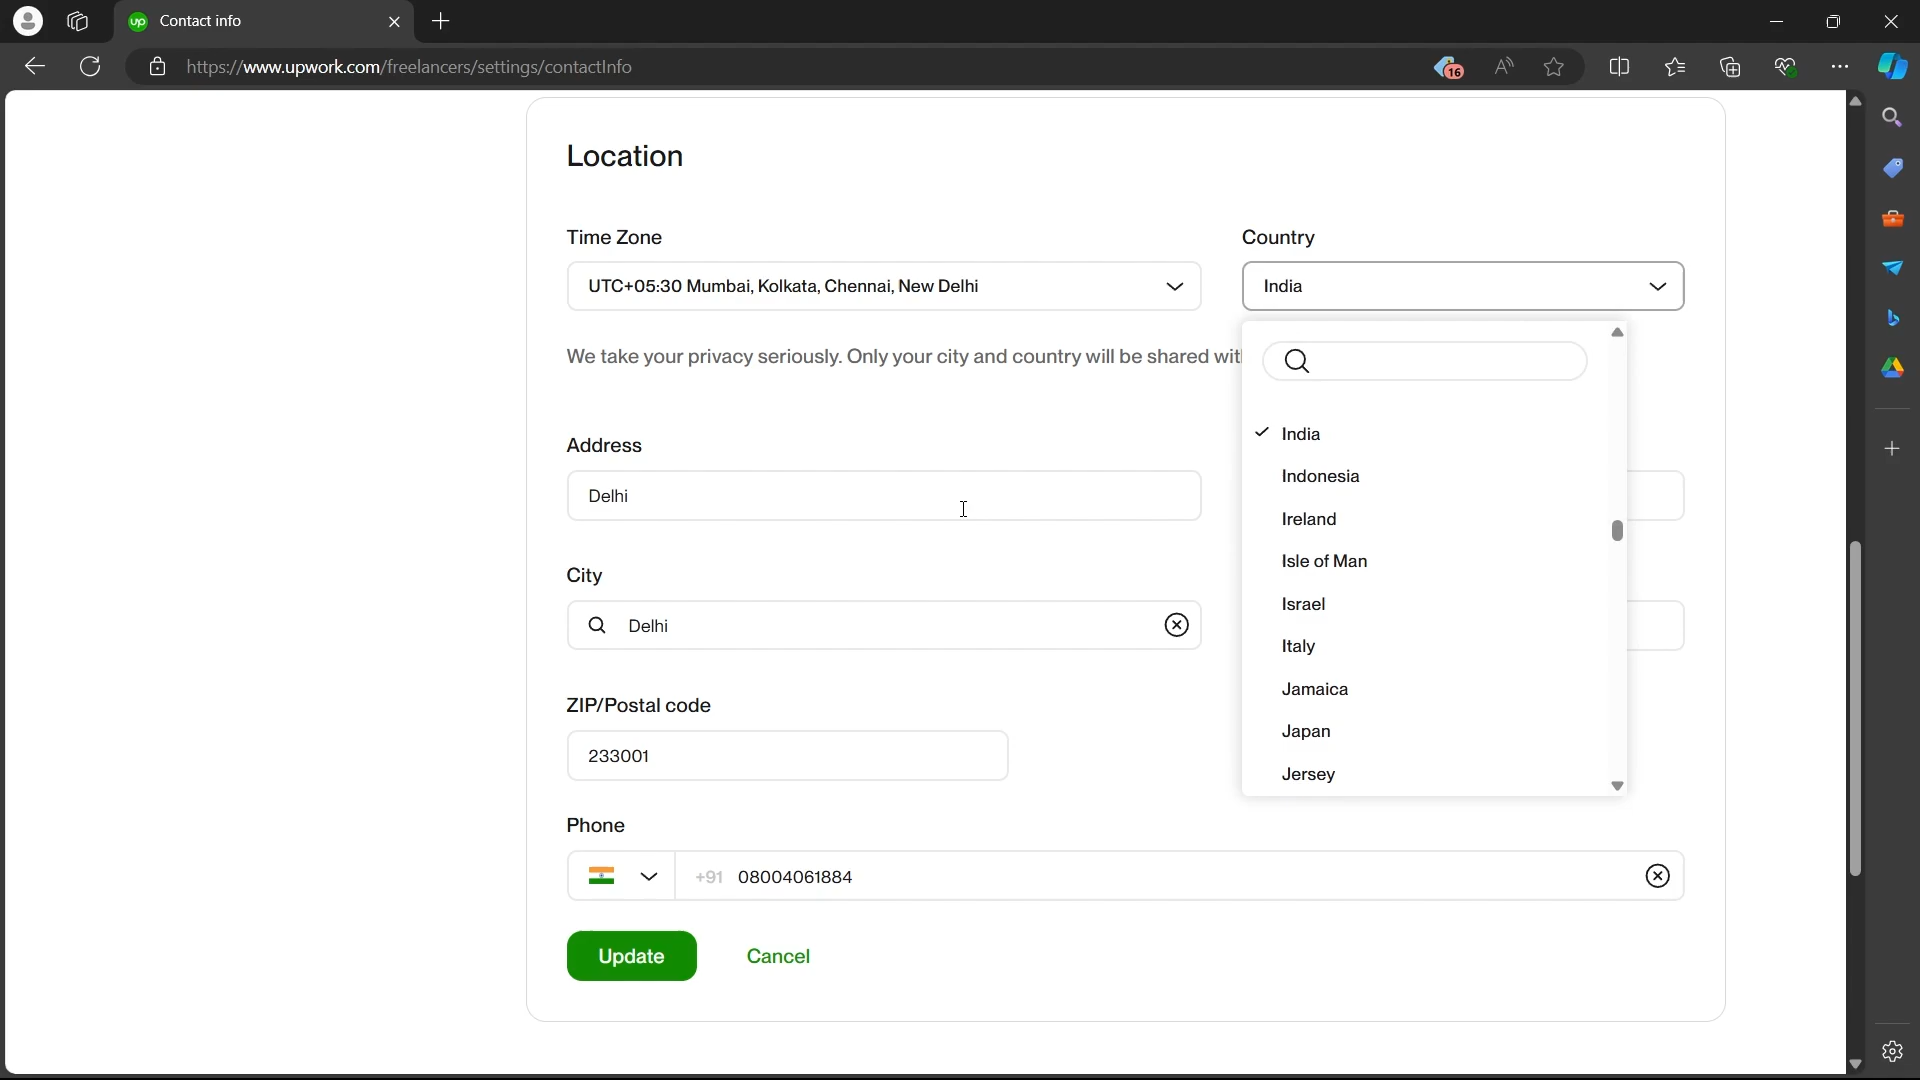 up Contact info
https://www.upwork.com/freelancers/settings/contactInfo
16
Location
Time Zone
Country
UTC+05:30 Mumbai, Kolkata, Chennai, New Delhi
India
We take your privacy seriously. Only your city and country will be shared wit
India
Indonesia
Ireland
Isle of Man
Israel
Italy
Jamaica
Japan
Jersey
Address
Delhi
City
Delhi
ZIP/Postal code
233001
Phone
+91 08004061884
Update
Cancel